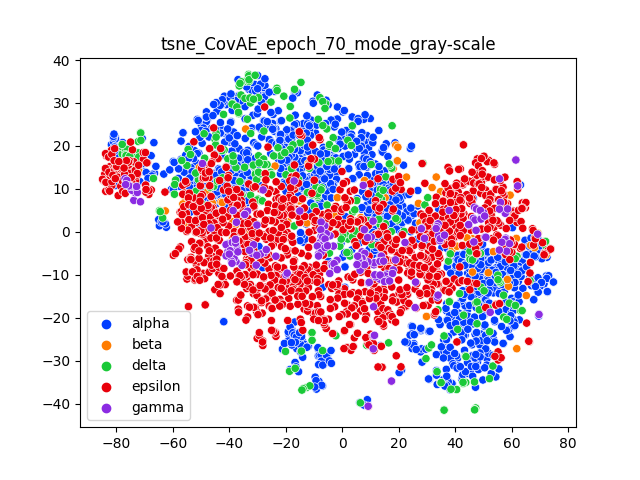 tsne_CovAE_epoch_70_mode_gray-scale
40
30
20
10
0
−10
−20
−30
−40
alpha
beta
delta
epsilon
gamma
−80 −60 −40 −20 0 20 40 60 80